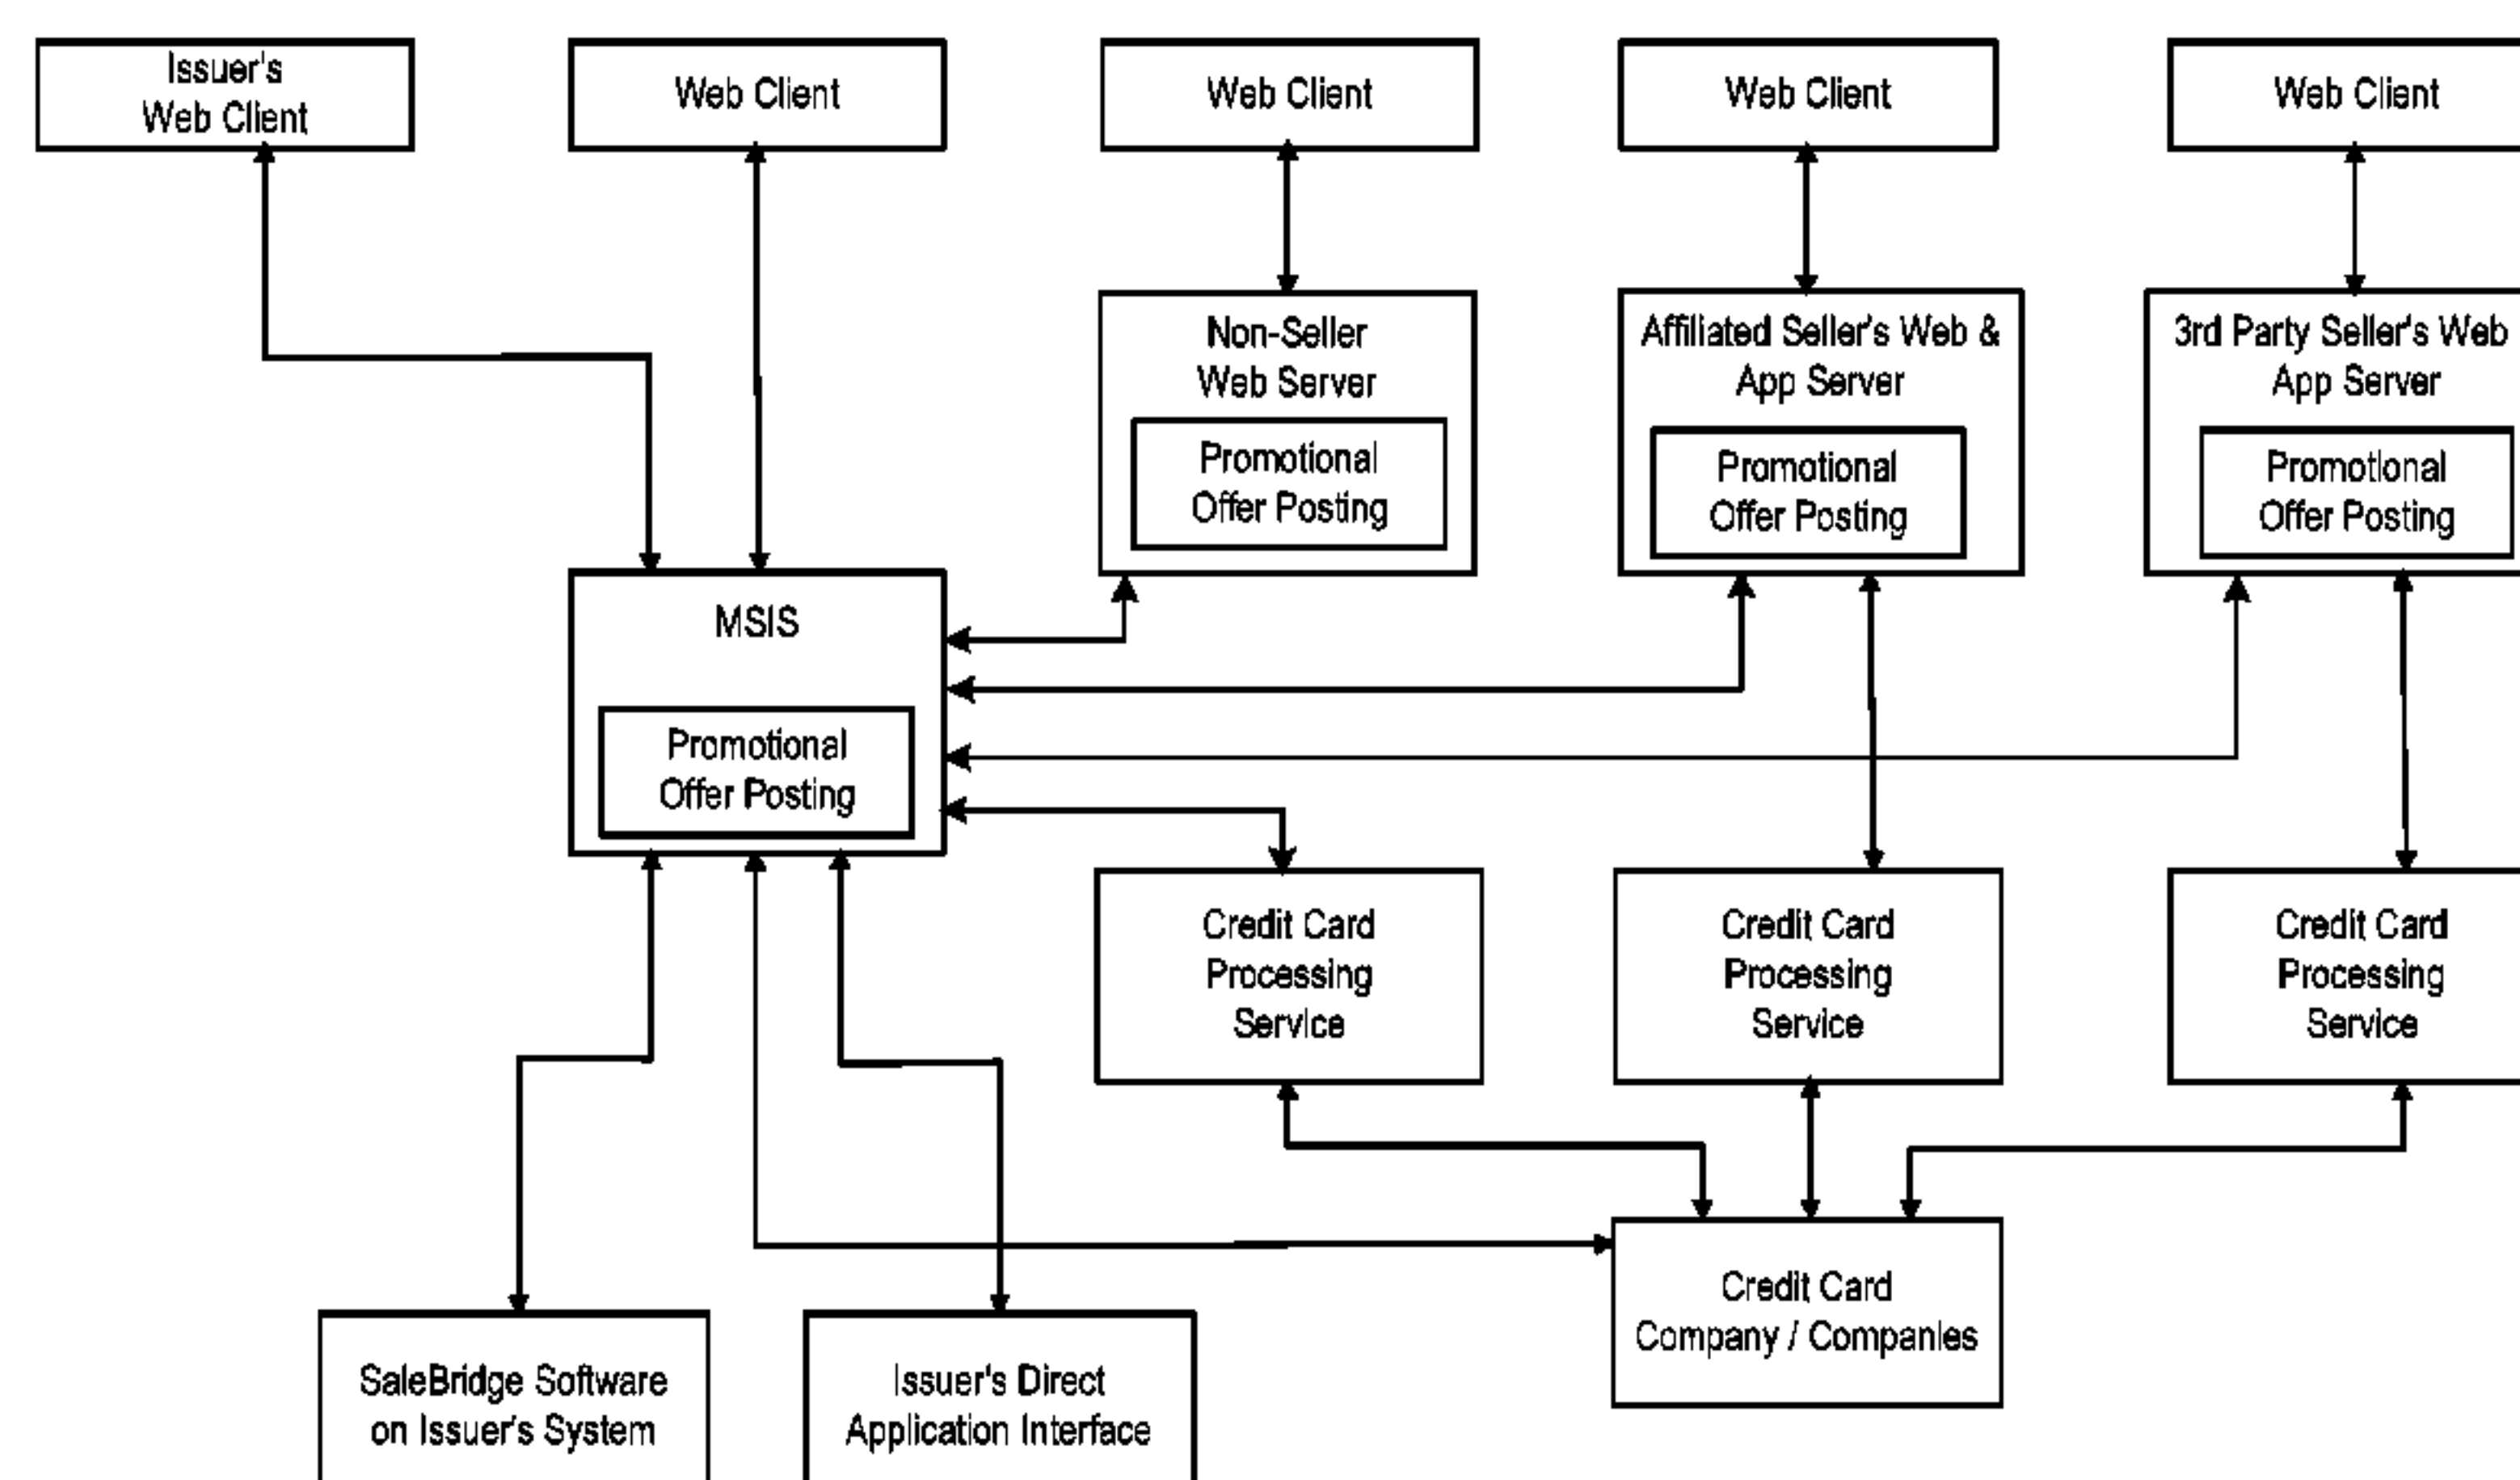 Issuer's
Web Client
Web Client
Web Client
Web Client
Web Client
Non-Seller
Web Server
Promotional
Offer Posting
Affiliated Seller's Web &
App Server
Promotional
Offer Posting
3rd Party Seller's Web
App Server
Promotional
Offer Posting
MSIS
Promotional
Offer Posting
Credit Card
Processing
Service
Credit Card
Processing
Service
Credit Card
Processing
Service
Credit Card
Company / Companies
SaleBridge Software
on Issuer's System
Issuer's Direct
Application Interface